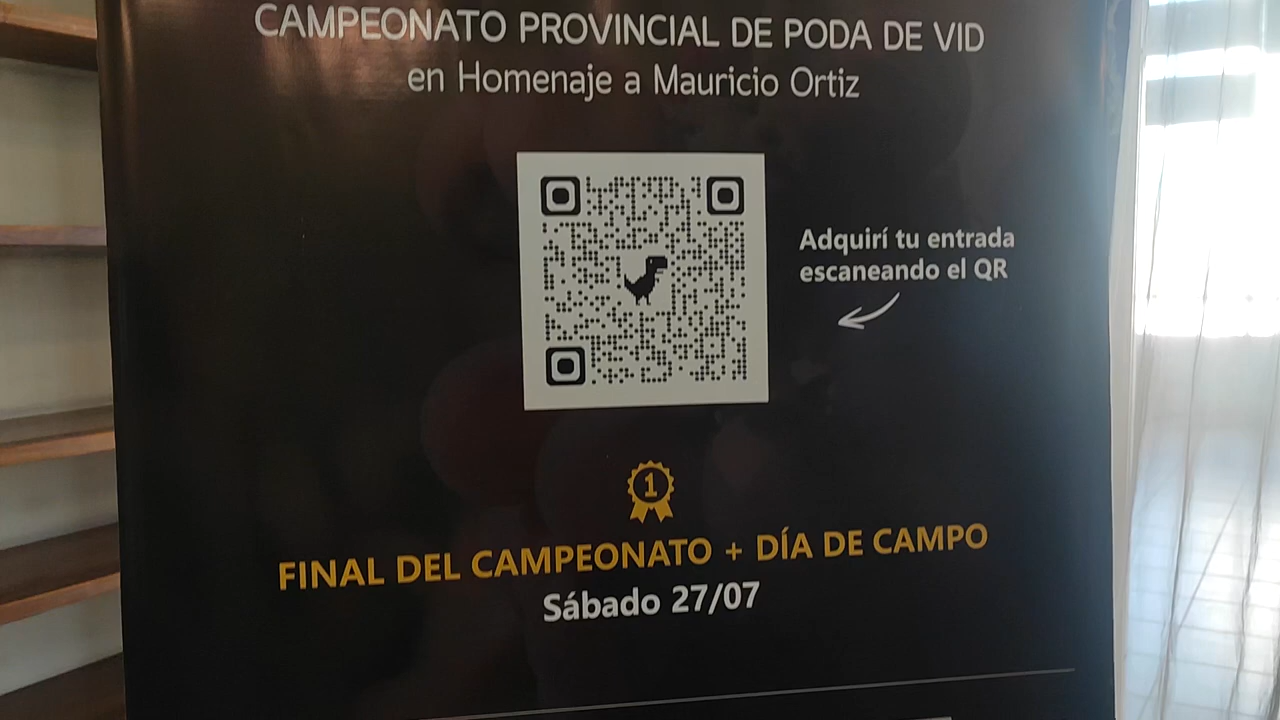 CAMPEONATO PROVINCIAL DE PODA DE VID
en Homenaje a Mauricio Ortiz
Adquirí tu entrada
escaneando el QR
1
FINAL DEL CAMPEONATO + DÍA DE CAMPO
Sábado 27/07